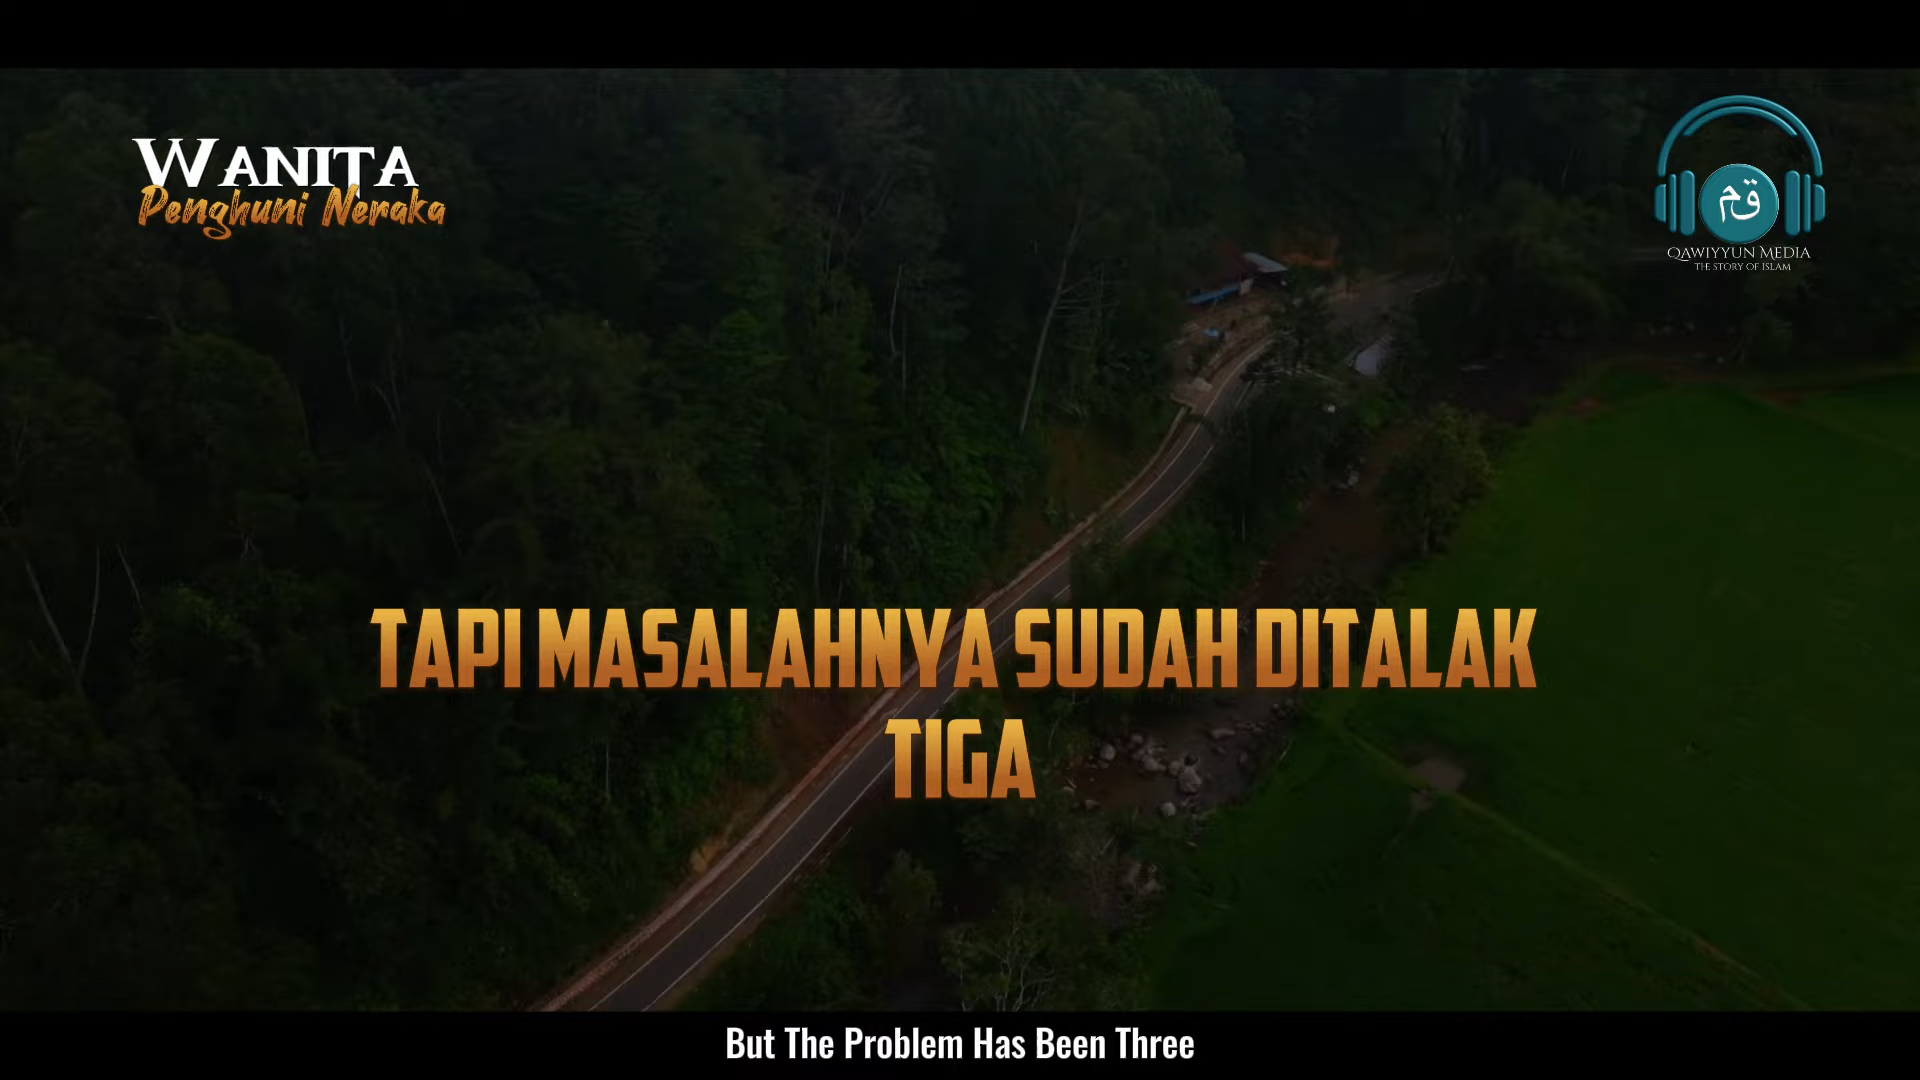 WANITA
Penghuni Neraka
قم
QAWIYYUN MEDIA
THE STORY OF ISLAM
TAPI MASALAHNYA SUDAH DITALAK
TIGA
But The Problem Has Been Three